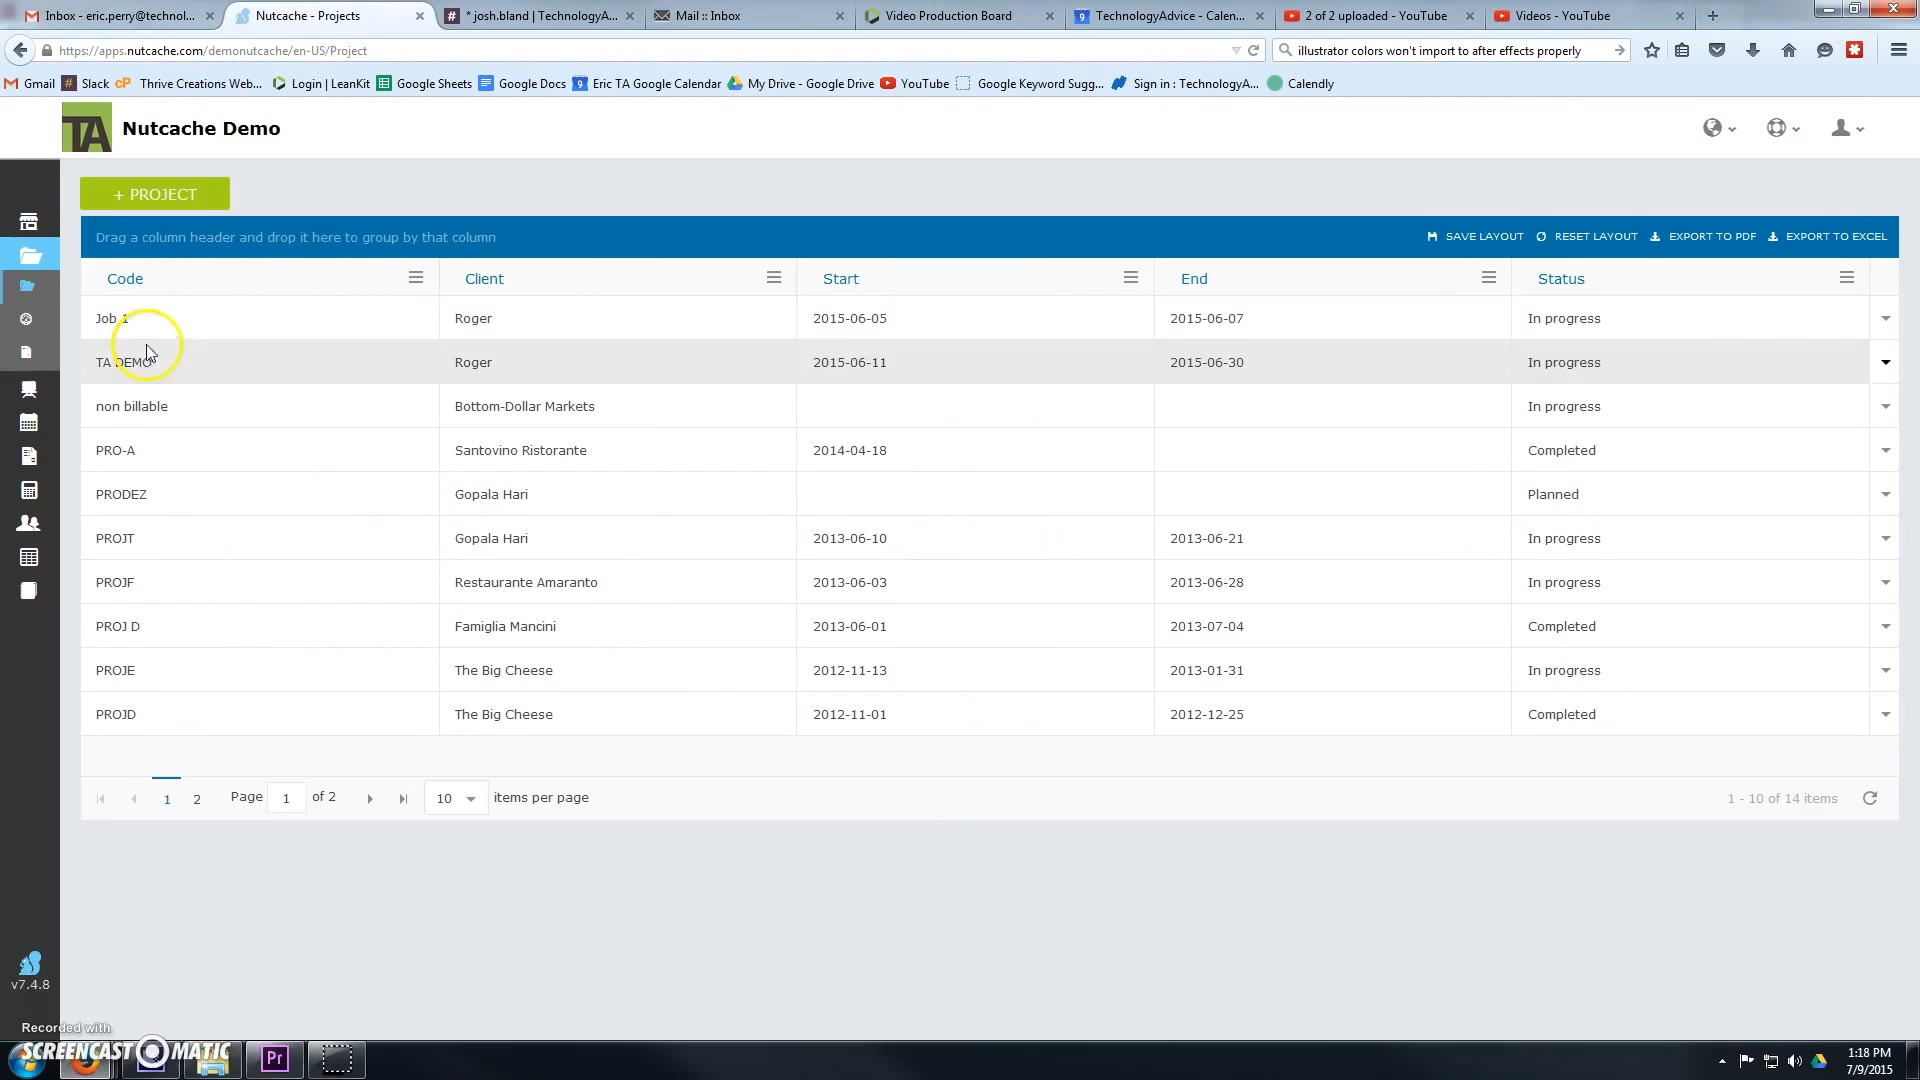 Inbox - eric.perry@technol...
Nutcache - Projects
* josh.bland | TechnologyA...
Mail :: Inbox
Video Production Board
TechnologyAdvice - Calen...
2 of 2 uploaded - YouTube
Videos - YouTube
https://apps.nutcache.com/demonutcache/en-US/Project
illustrator colors won't import to after effects properly
Gmail
Slack
Thrive Creations Web...
Login | LeanKit
Google Sheets
Google Docs
Eric TA Google Calendar
My Drive - Google Drive
YouTube
Google Keyword Sugg...
Sign in : TechnologyA...
Calendly
TA
Nutcache Demo
+ PROJECT
Drag a column header and drop it here to group by that column
SAVE LAYOUT
RESET LAYOUT
EXPORT TO PDF
EXPORT TO EXCEL
Code Client Start End Status
Job 1 Roger 2015-06-05 2015-06-07 In progress
TA DEMO Roger 2015-06-11 2015-06-30 In progress
non billable Bottom-Dollar Markets In progress
PRO-A Santovino Ristorante 2014-04-18 Completed
PRODEZ Gopala Hari Planned
PROJT Gopala Hari 2013-06-10 2013-06-21 In progress
PROJF Restaurante Amaranto 2013-06-03 2013-06-28 In progress
PROJ D Famiglia Mancini 2013-06-01 2013-07-04 Completed
PROJE The Big Cheese 2012-11-13 2013-01-31 In progress
PROJD The Big Cheese 2012-11-01 2012-12-25 Completed
1 2 Page 1 of 2 10 items per page 1 - 10 of 14 items
v7.4.8
Recorded with
SCREENCAST-O-MATIC
Pr
1:18 PM
7/9/2015